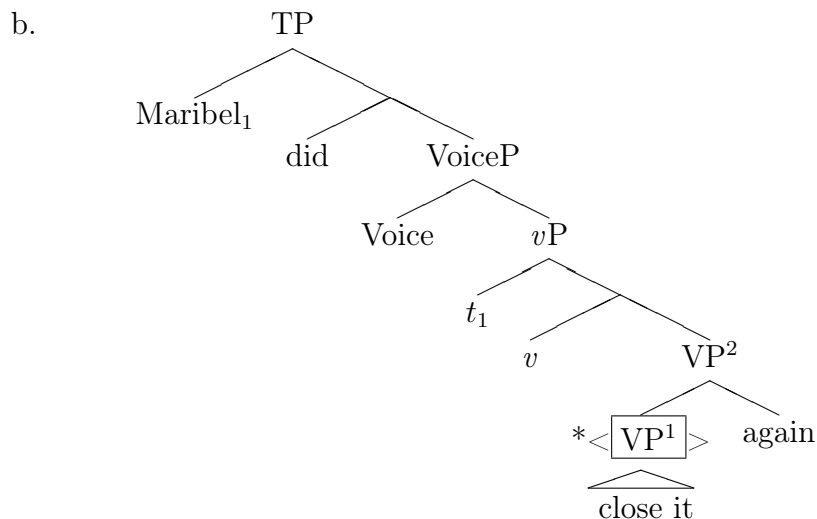 b. TP
Maribel₁
did VoiceP
Voice vP
t₁
v VP²
*< VP¹ > again
close it